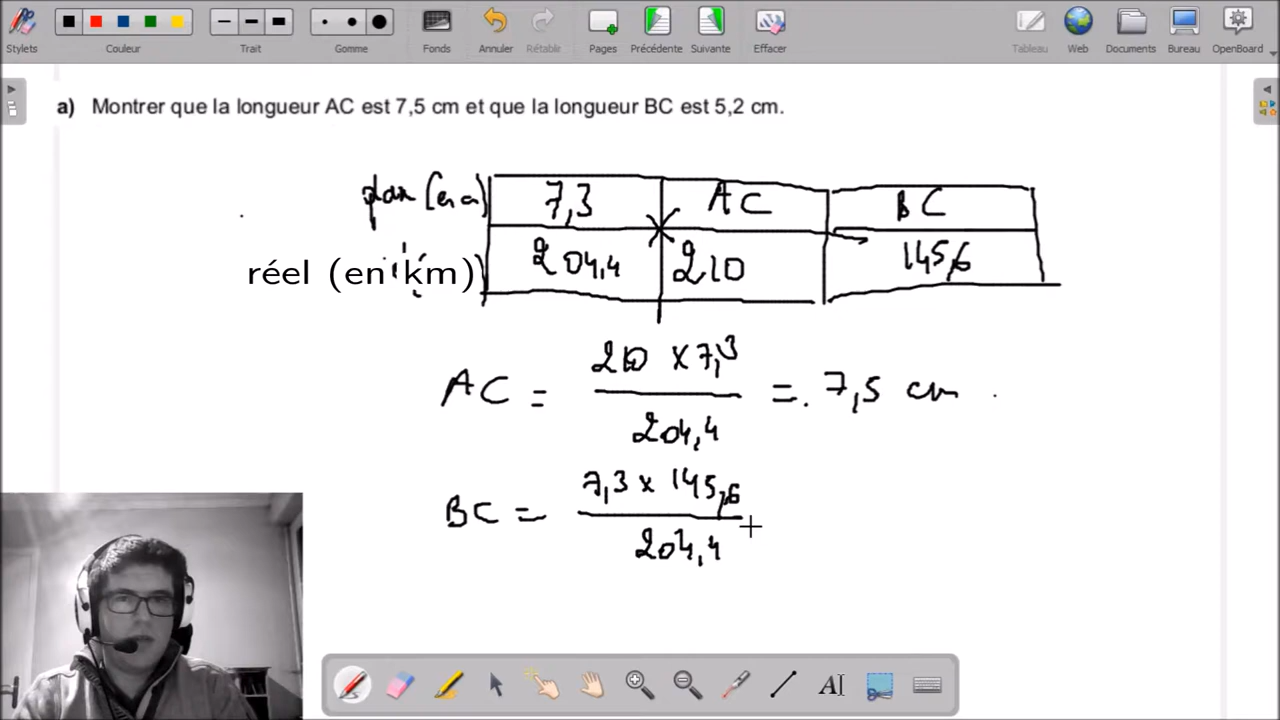 Stylets Couleur Trait Gomme Fonds Annuler Rétablir Pages Précédente Suivante Effacer Tableau Web Documents Bureau OpenBoard
a) Montrer que la longueur AC est 7,5 cm et que la longueur BC est 5,2 cm.
plan 7,3 AC BC
réel (en km) 204,4 210 145,6
AC = 210 x 7,3 / 204,4 = 7,5 cm
BC = 7,3 x 145,6 / 204,4
AI